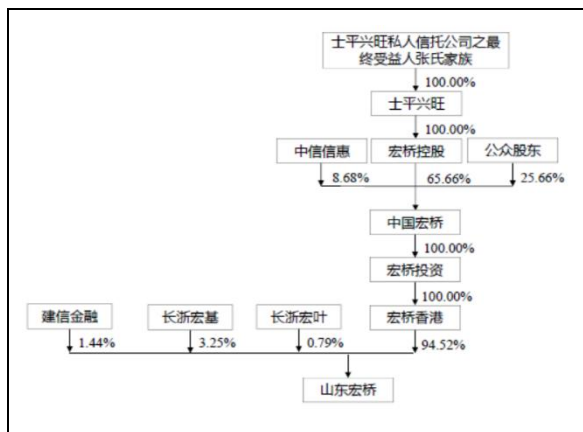 士平兴旺私人信托公司之最
终受益人张氏家族
100.00%
士平兴旺
100.00%
中信信惠
宏桥控股
公众股东
8.68%
65.66%
25.66%
中国宏桥
100.00%
宏桥投资
100.00%
建信金融
长浙宏基
长浙宏叶
宏桥香港
1.44%
3.25%
0.79%
94.52%
山东宏桥